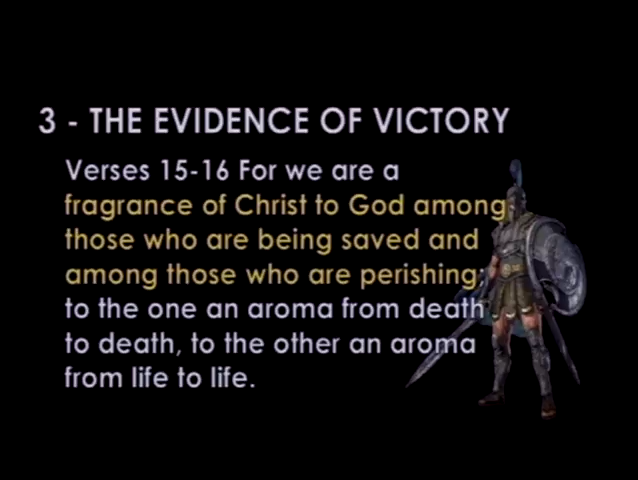 3 - THE EVIDENCE OF VICTORY
Verses 15-16 For we are a
fragrance of Christ to God among
those who are being saved and
among those who are perishing;
to the one an aroma from death
to death, to the other an aroma
from life to life.